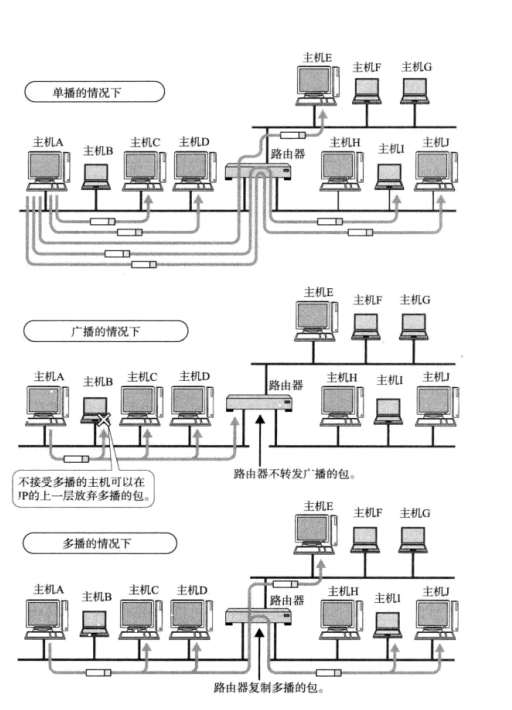 单播的情况下
主机E
主机F
主机G
主机A
主机B
主机C
主机D
路由器
主机H
主机I
主机J
广播的情况下
主机E
主机F
主机G
主机A
主机B
主机C
主机D
路由器
主机H
主机I
主机J
不接受多播的主机可以在
IP的上一层放弃多播的包。
路由器不转发广播的包。
多播的情况下
主机E
主机F
主机G
主机A
主机B
主机C
主机D
路由器
主机H
主机I
主机J
路由器复制多播的包。